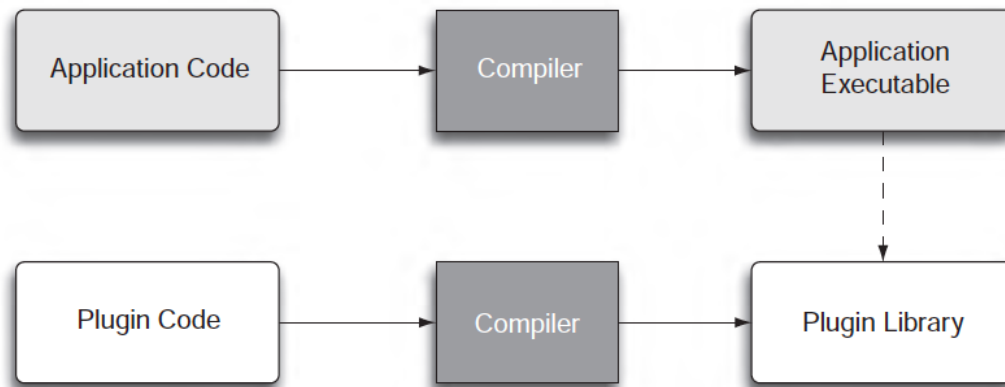 Application Code
Compiler
Application
Executable
Plugin Code
Compiler
Plugin Library